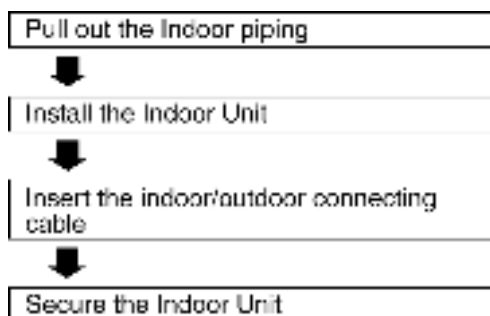 Pull out the Indoor piping
Install the Indoor Unit
Insert the indoor/outdoor connecting
cable
Secure the Indoor Unit